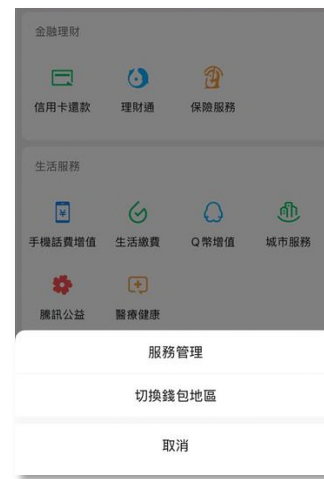 金融理財
信用卡還款 理財通 保險服務
生活服務
手機話費增值 生活繳費 Q幣增值 城市服務
騰訊公益 醫療健康
服務管理
切換錢包地區
取消